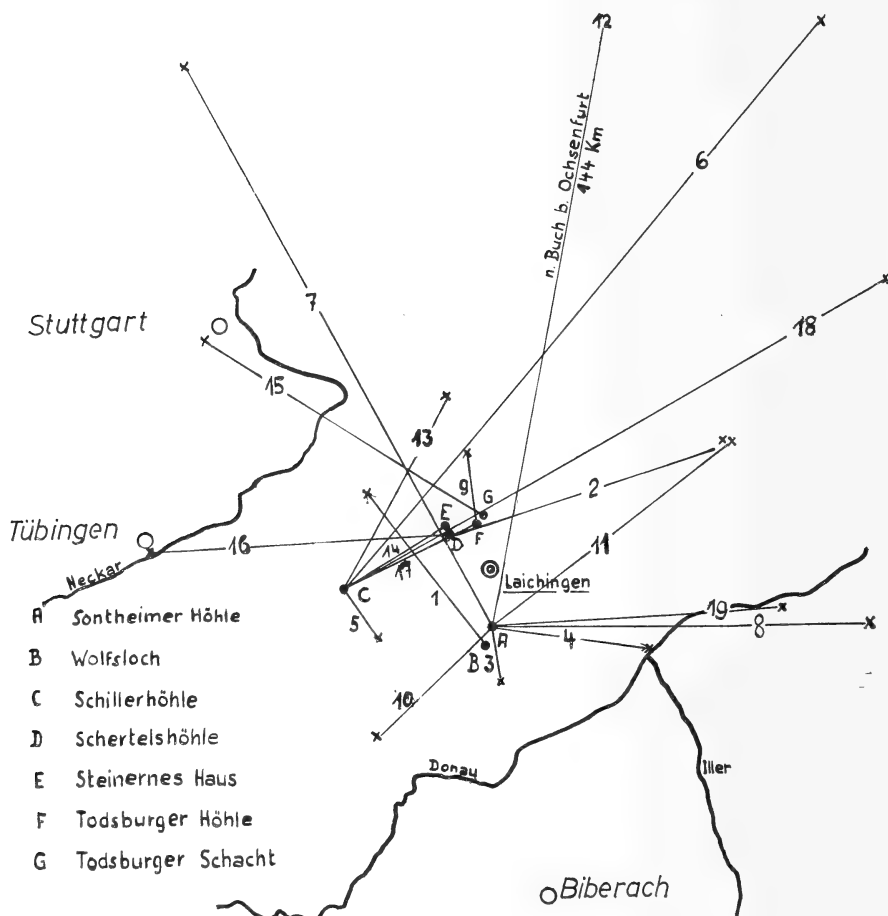 12
6
n. Buch b. Ochsenfurt
144 Km
7
18
Stuttgart
15
13
9
G
2
E
F
Tübingen
D
11
16
14
17
Neckar
C
Laichingen
1
19
5
A
4
8
B 3
10
Donau
Iller
Biberach
A Sontheimer Höhle
B Wolfsloch
C Schillerhöhle
D Schertelshöhle
E Steinernes Haus
F Todsburger Höhle
G Todsburger Schacht